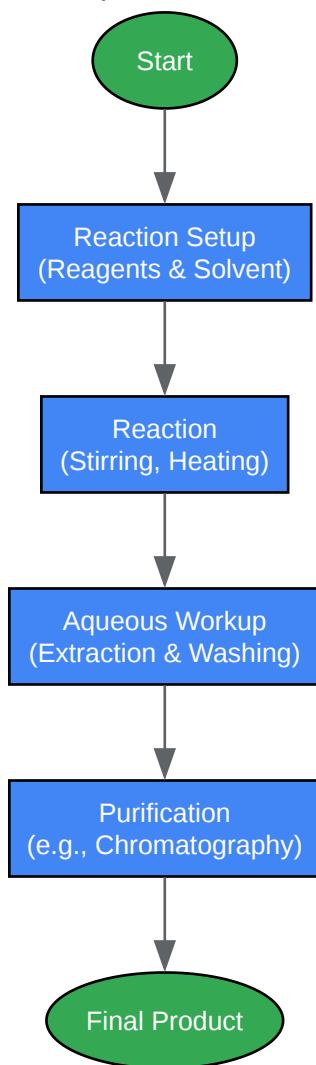 Start
Reaction Setup
(Reagents & Solvent)
Reaction
(Stirring, Heating)
Aqueous Workup
(Extraction & Washing)
Purification
(e.g., Chromatography)
Final Product